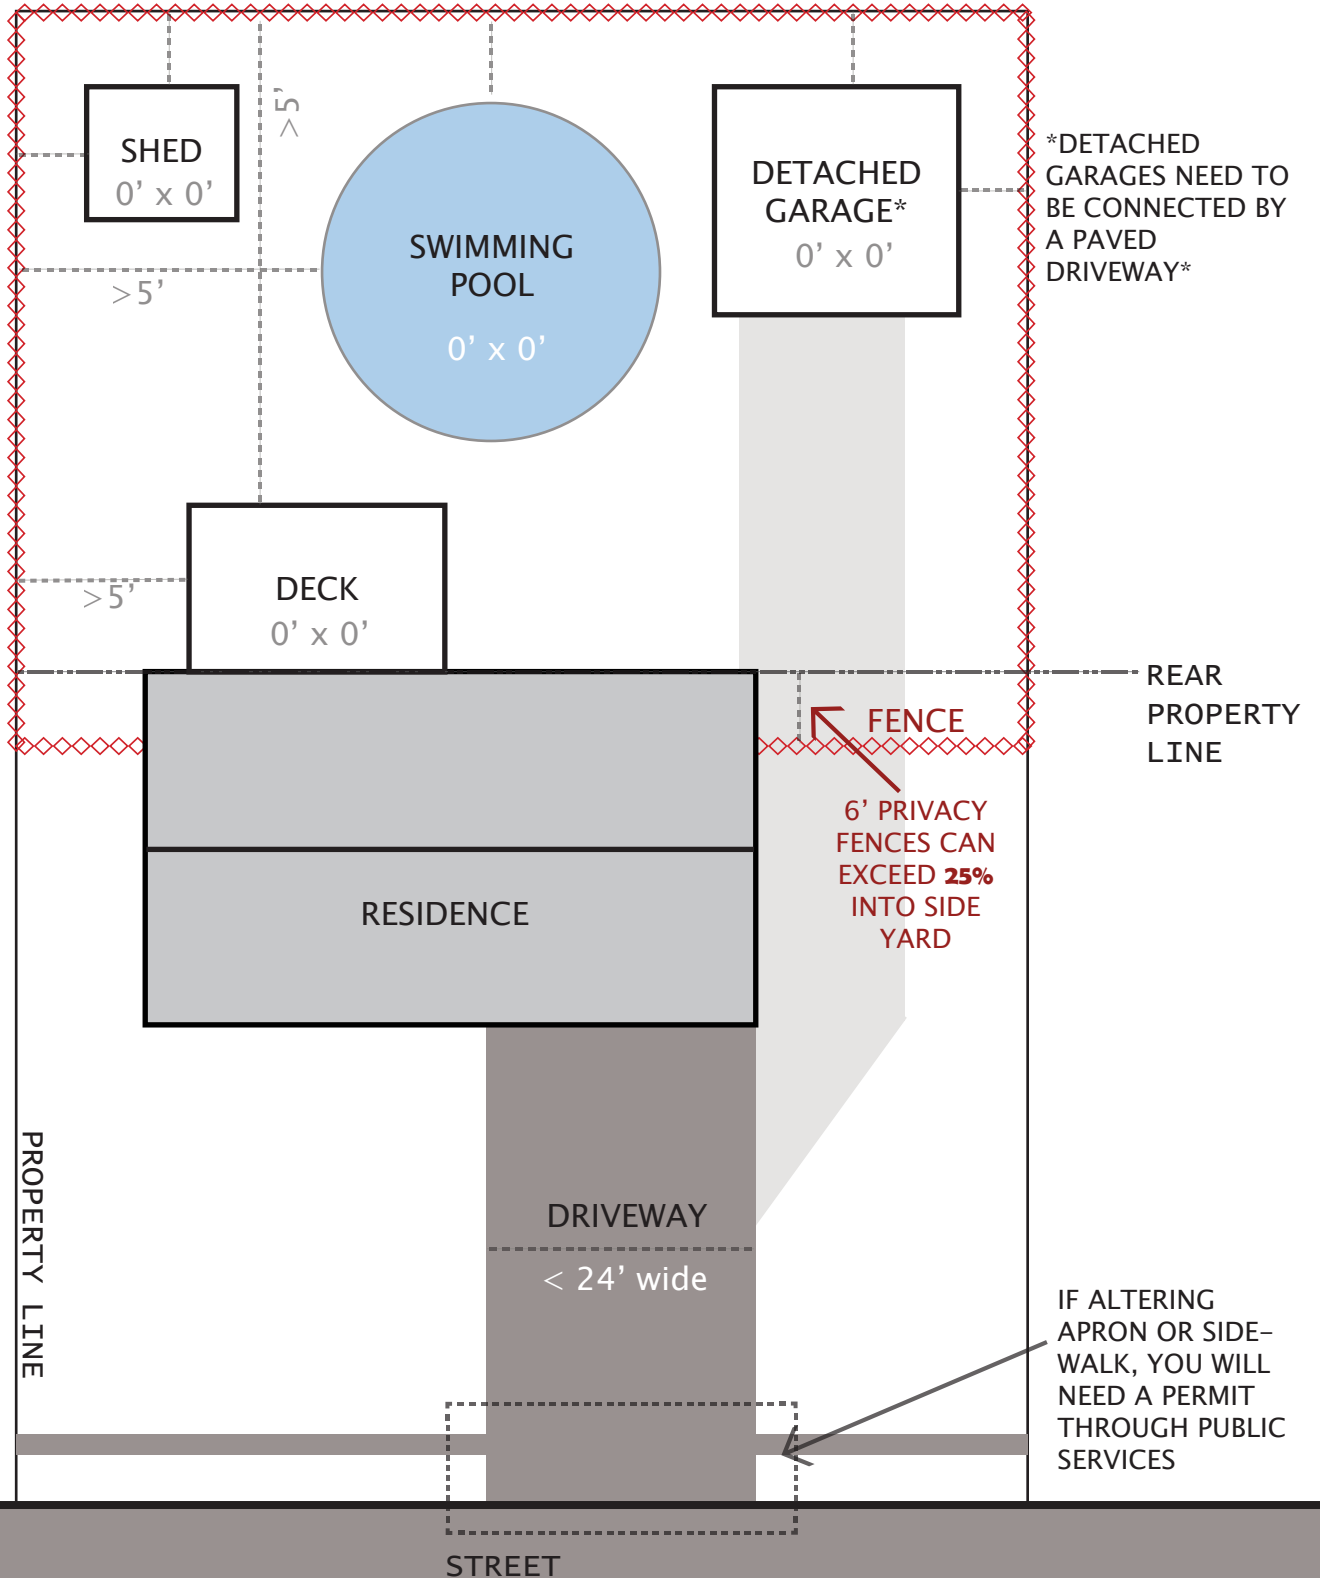 >5'
SHED
0' x 0'
SWIMMING
POOL
0' x 0'
DETACHED
GARAGE*
0' x 0'
*DETACHED
GARAGES NEED TO
BE CONNECTED BY
A PAVED
DRIVEWAY*
>5'
DECK
0' x 0'
>5'
REAR
PROPERTY
LINE
FENCE
6' PRIVACY
FENCES CAN
EXCEED 25%
INTO SIDE
YARD
RESIDENCE
PROPERTY LINE
DRIVEWAY
< 24' wide
IF ALTERING
APRON OR SIDE-
WALK, YOU WILL
NEED A PERMIT
THROUGH PUBLIC
SERVICES
STREET